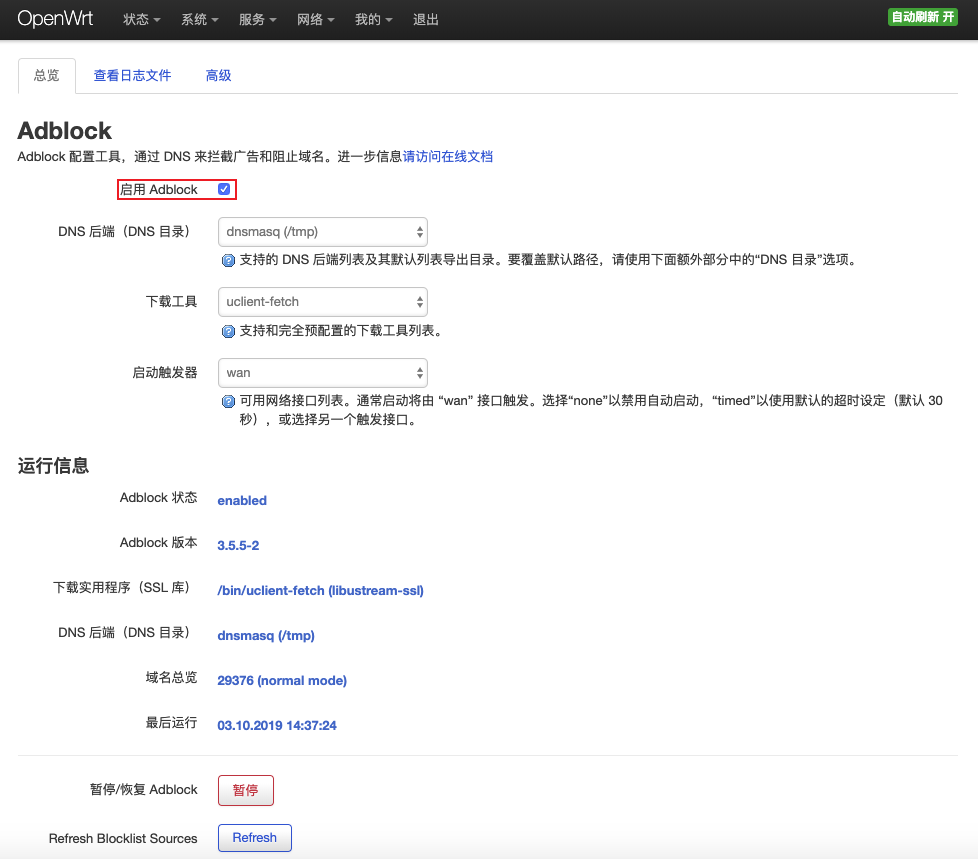 OpenWrt 状态 系统 服务 网络 我的 退出 自动刷新 开
总览 查看日志文件 高级
Adblock
Adblock 配置工具，通过 DNS 来拦截广告和阻止域名。进一步信息请访问在线文档
启用 Adblock
DNS 后端（DNS 目录） dnsmasq (/tmp)
支持的 DNS 后端列表及其默认列表导出目录。要覆盖默认路径，请使用下面额外部分中的“DNS 目录”选项。
下载工具 uclient-fetch
支持和完全预配置的下载工具列表。
启动触发器 wan
可用网络接口列表。通常启动将由 “wan” 接口触发。选择“none”以禁用自动启动，“timed”以使用默认的超时设定（默认 30
秒），或选择另一个触发接口。
运行信息
Adblock 状态 enabled
Adblock 版本 3.5.5-2
下载实用程序（SSL 库） /bin/uclient-fetch (libustream-ssl)
DNS 后端（DNS 目录） dnsmasq (/tmp)
域名总览 29376 (normal mode)
最后运行 03.10.2019 14:37:24
暂停/恢复 Adblock 暂停
Refresh Blocklist Sources Refresh